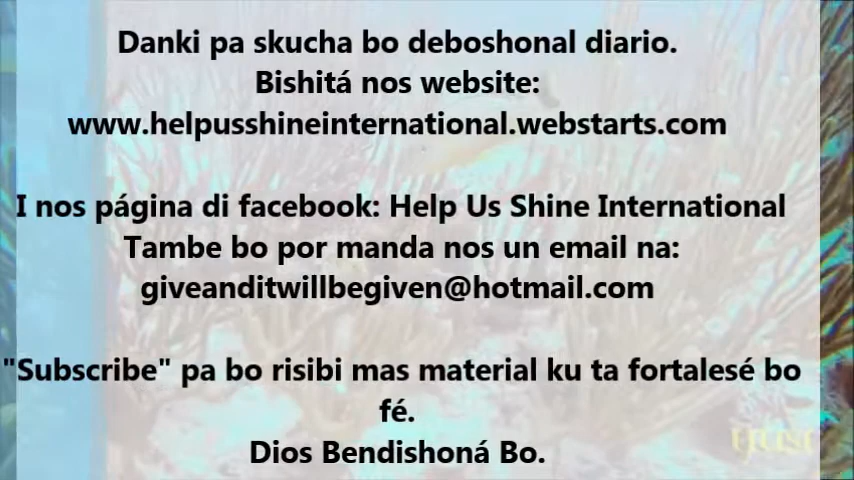 Danki pa skucha bo deboshonal diario.
Bishitá nos website:
www.helpusshineinternational.webstarts.com
I nos página di facebook: Help Us Shine International
Tambe bo por manda nos un email na:
giveanditwillbegiven@hotmail.com
"Subscribe" pa bo risibi mas material ku ta fortalesé bo
fé.
Dios Bendishoná Bo.